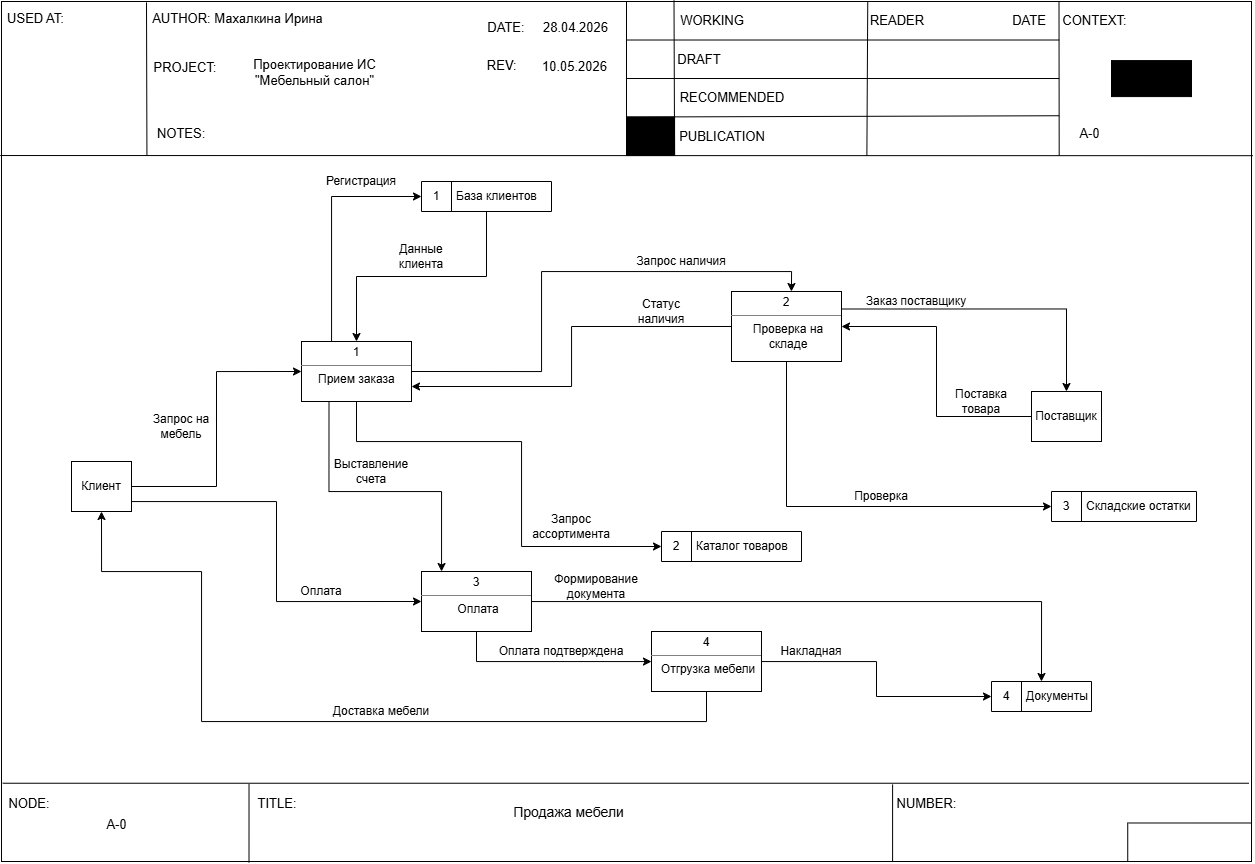 USED AT:
AUTHOR: Махалкина Ирина
DATE: 28.04.2026
PROJECT: Проектирование ИС
"Мебельный салон"
REV: 10.05.2026
NOTES:
WORKING
READER DATE
CONTEXT:
DRAFT
RECOMMENDED
PUBLICATION
A-0
Регистрация
1 База клиентов
Данные
клиента
Запрос наличия
Статус
наличия
2
Проверка на
складе
Заказ поставщику
1
Прием заказа
Поставка
товара
Поставщик
Запрос на
мебель
Выставление
счета
Клиент
Проверка
3 Складские остатки
Запрос
ассортимента
2 Каталог товаров
Оплата
3
Оплата
Формирование
документа
Оплата подтверждена
4
Отгрузка мебели
Накладная
4 Документы
Доставка мебели
NODE:
A-0
TITLE:
Продажа мебели
NUMBER: